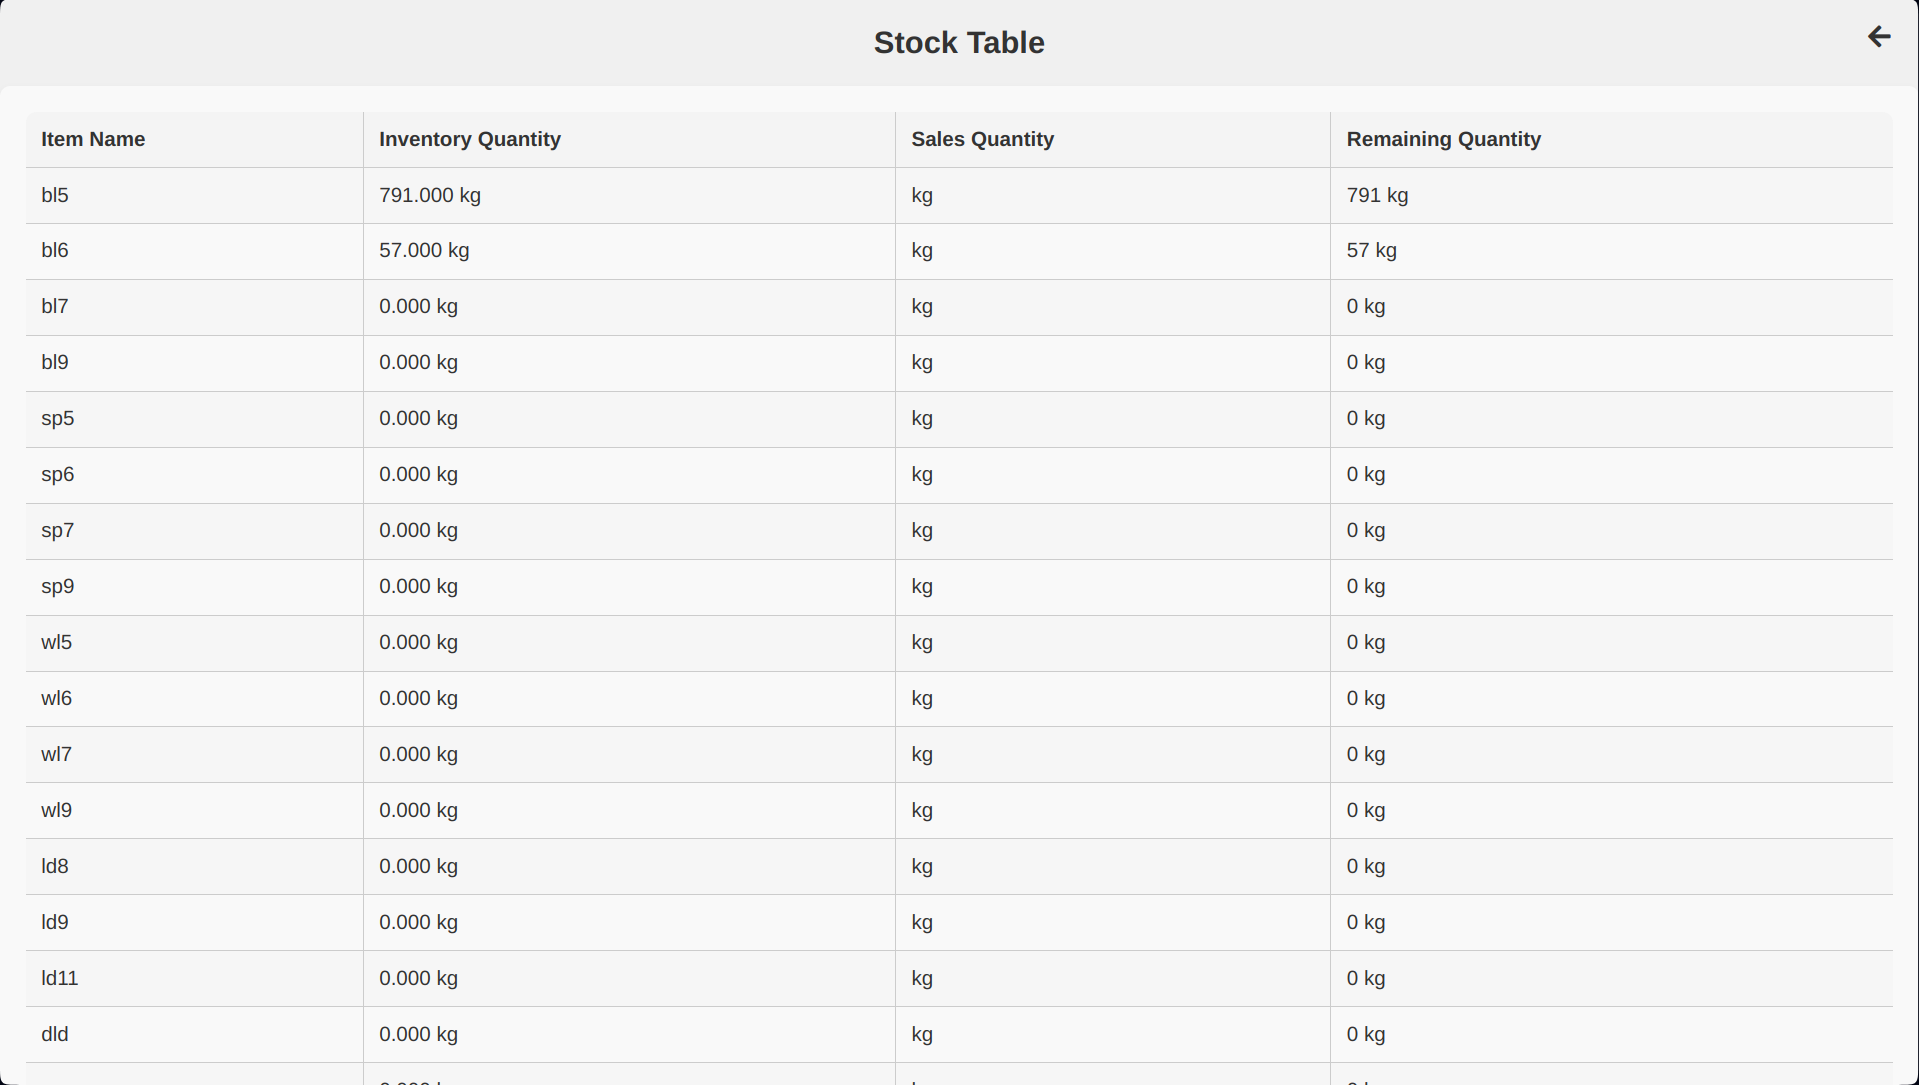 Stock Table
Item Name Inventory Quantity Sales Quantity Remaining Quantity
bl5 791.000 kg kg 791 kg
bl6 57.000 kg kg 57 kg
bl7 0.000 kg kg 0 kg
bl9 0.000 kg kg 0 kg
sp5 0.000 kg kg 0 kg
sp6 0.000 kg kg 0 kg
sp7 0.000 kg kg 0 kg
sp9 0.000 kg kg 0 kg
wl5 0.000 kg kg 0 kg
wl6 0.000 kg kg 0 kg
wl7 0.000 kg kg 0 kg
wl9 0.000 kg kg 0 kg
ld8 0.000 kg kg 0 kg
ld9 0.000 kg kg 0 kg
ld11 0.000 kg kg 0 kg
dld 0.000 kg kg 0 kg